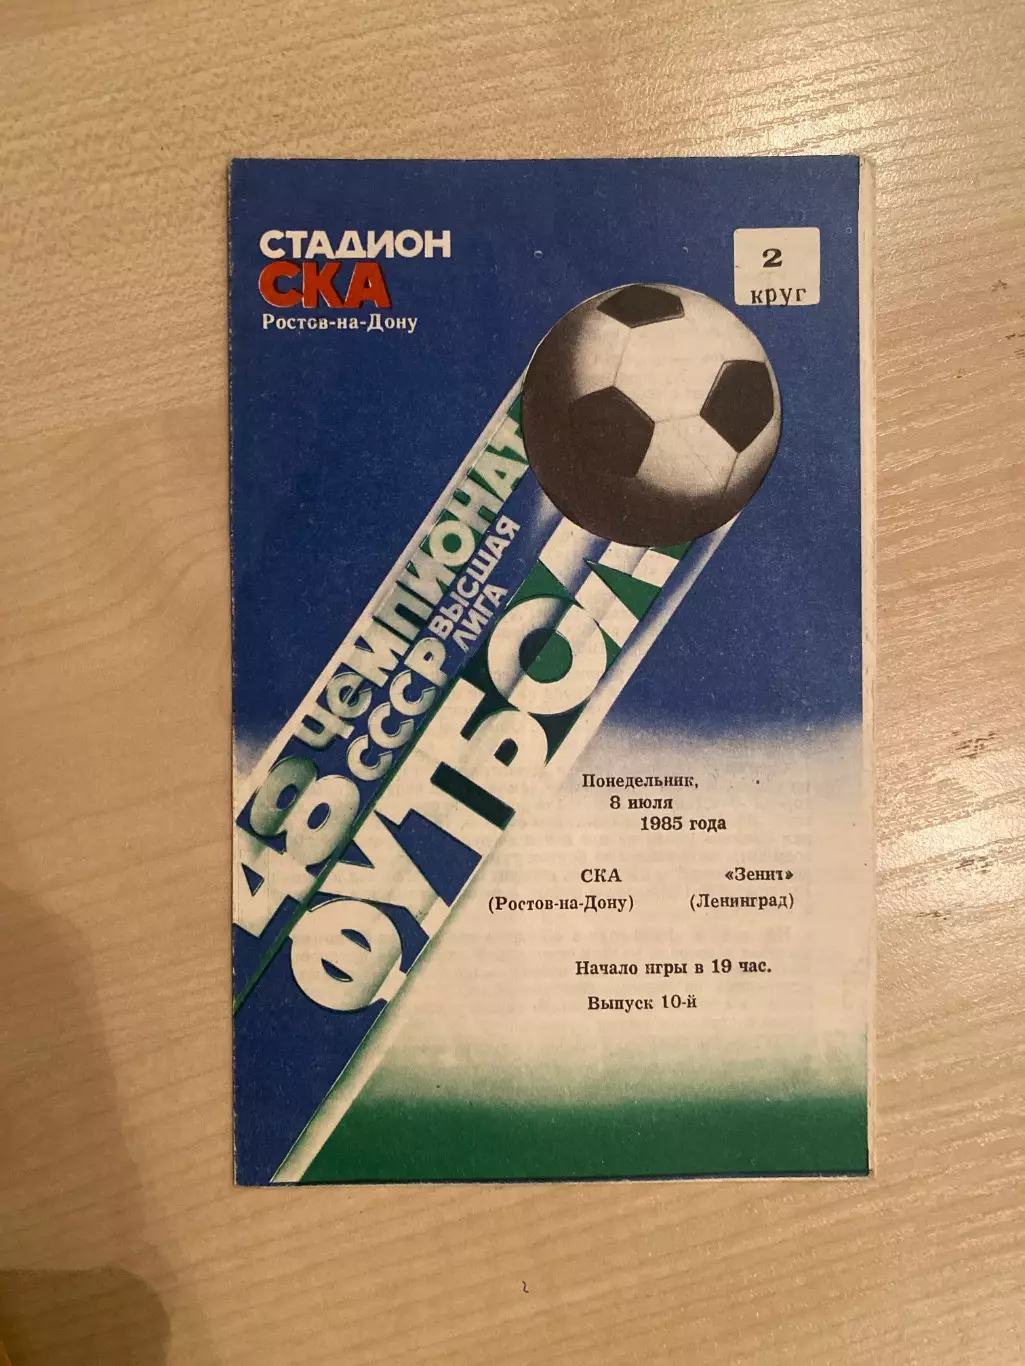 СТАДИОН
СКА
Ростов-на-Дону
2
круг
48 ЧЕМПИОНАТ
СССР ВЫСШАЯ
ЛИГА
ФУТБОЛ
Понедельник,
8 июля
1985 года
СКА «Зенит»
(Ростов-на-Дону) (Ленинград)
Начало игры в 19 час.
Выпуск 10-й